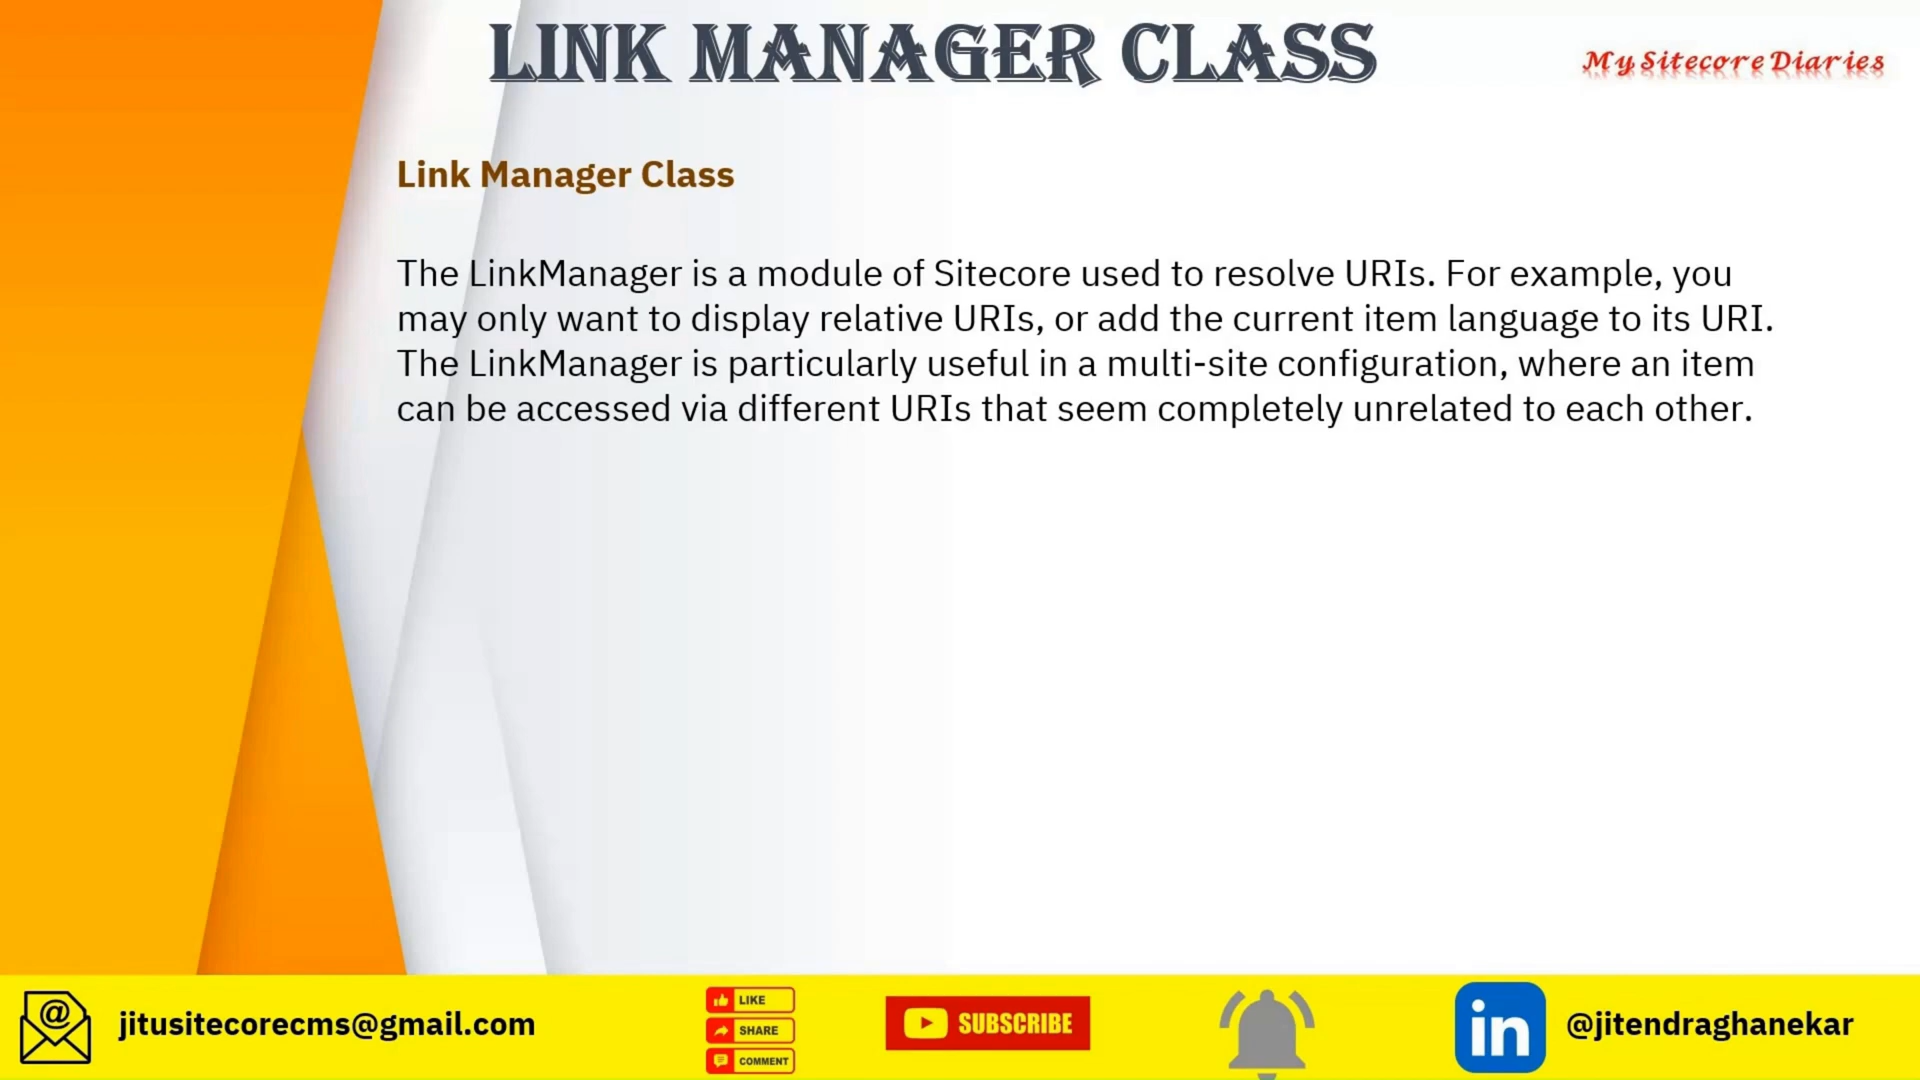 LINK MANAGER CLASS
My Sitecore Diaries
Link Manager Class
The LinkManager is a module of Sitecore used to resolve URIs. For example, you
may only want to display relative URIs, or add the current item language to its URI.
The LinkManager is particularly useful in a multi-site configuration, where an item
can be accessed via different URIs that seem completely unrelated to each other.
@
jitusitecorecms@gmail.com
LIKE
SHARE
COMMENT
SUBSCRIBE
in
@jitendraghanekar